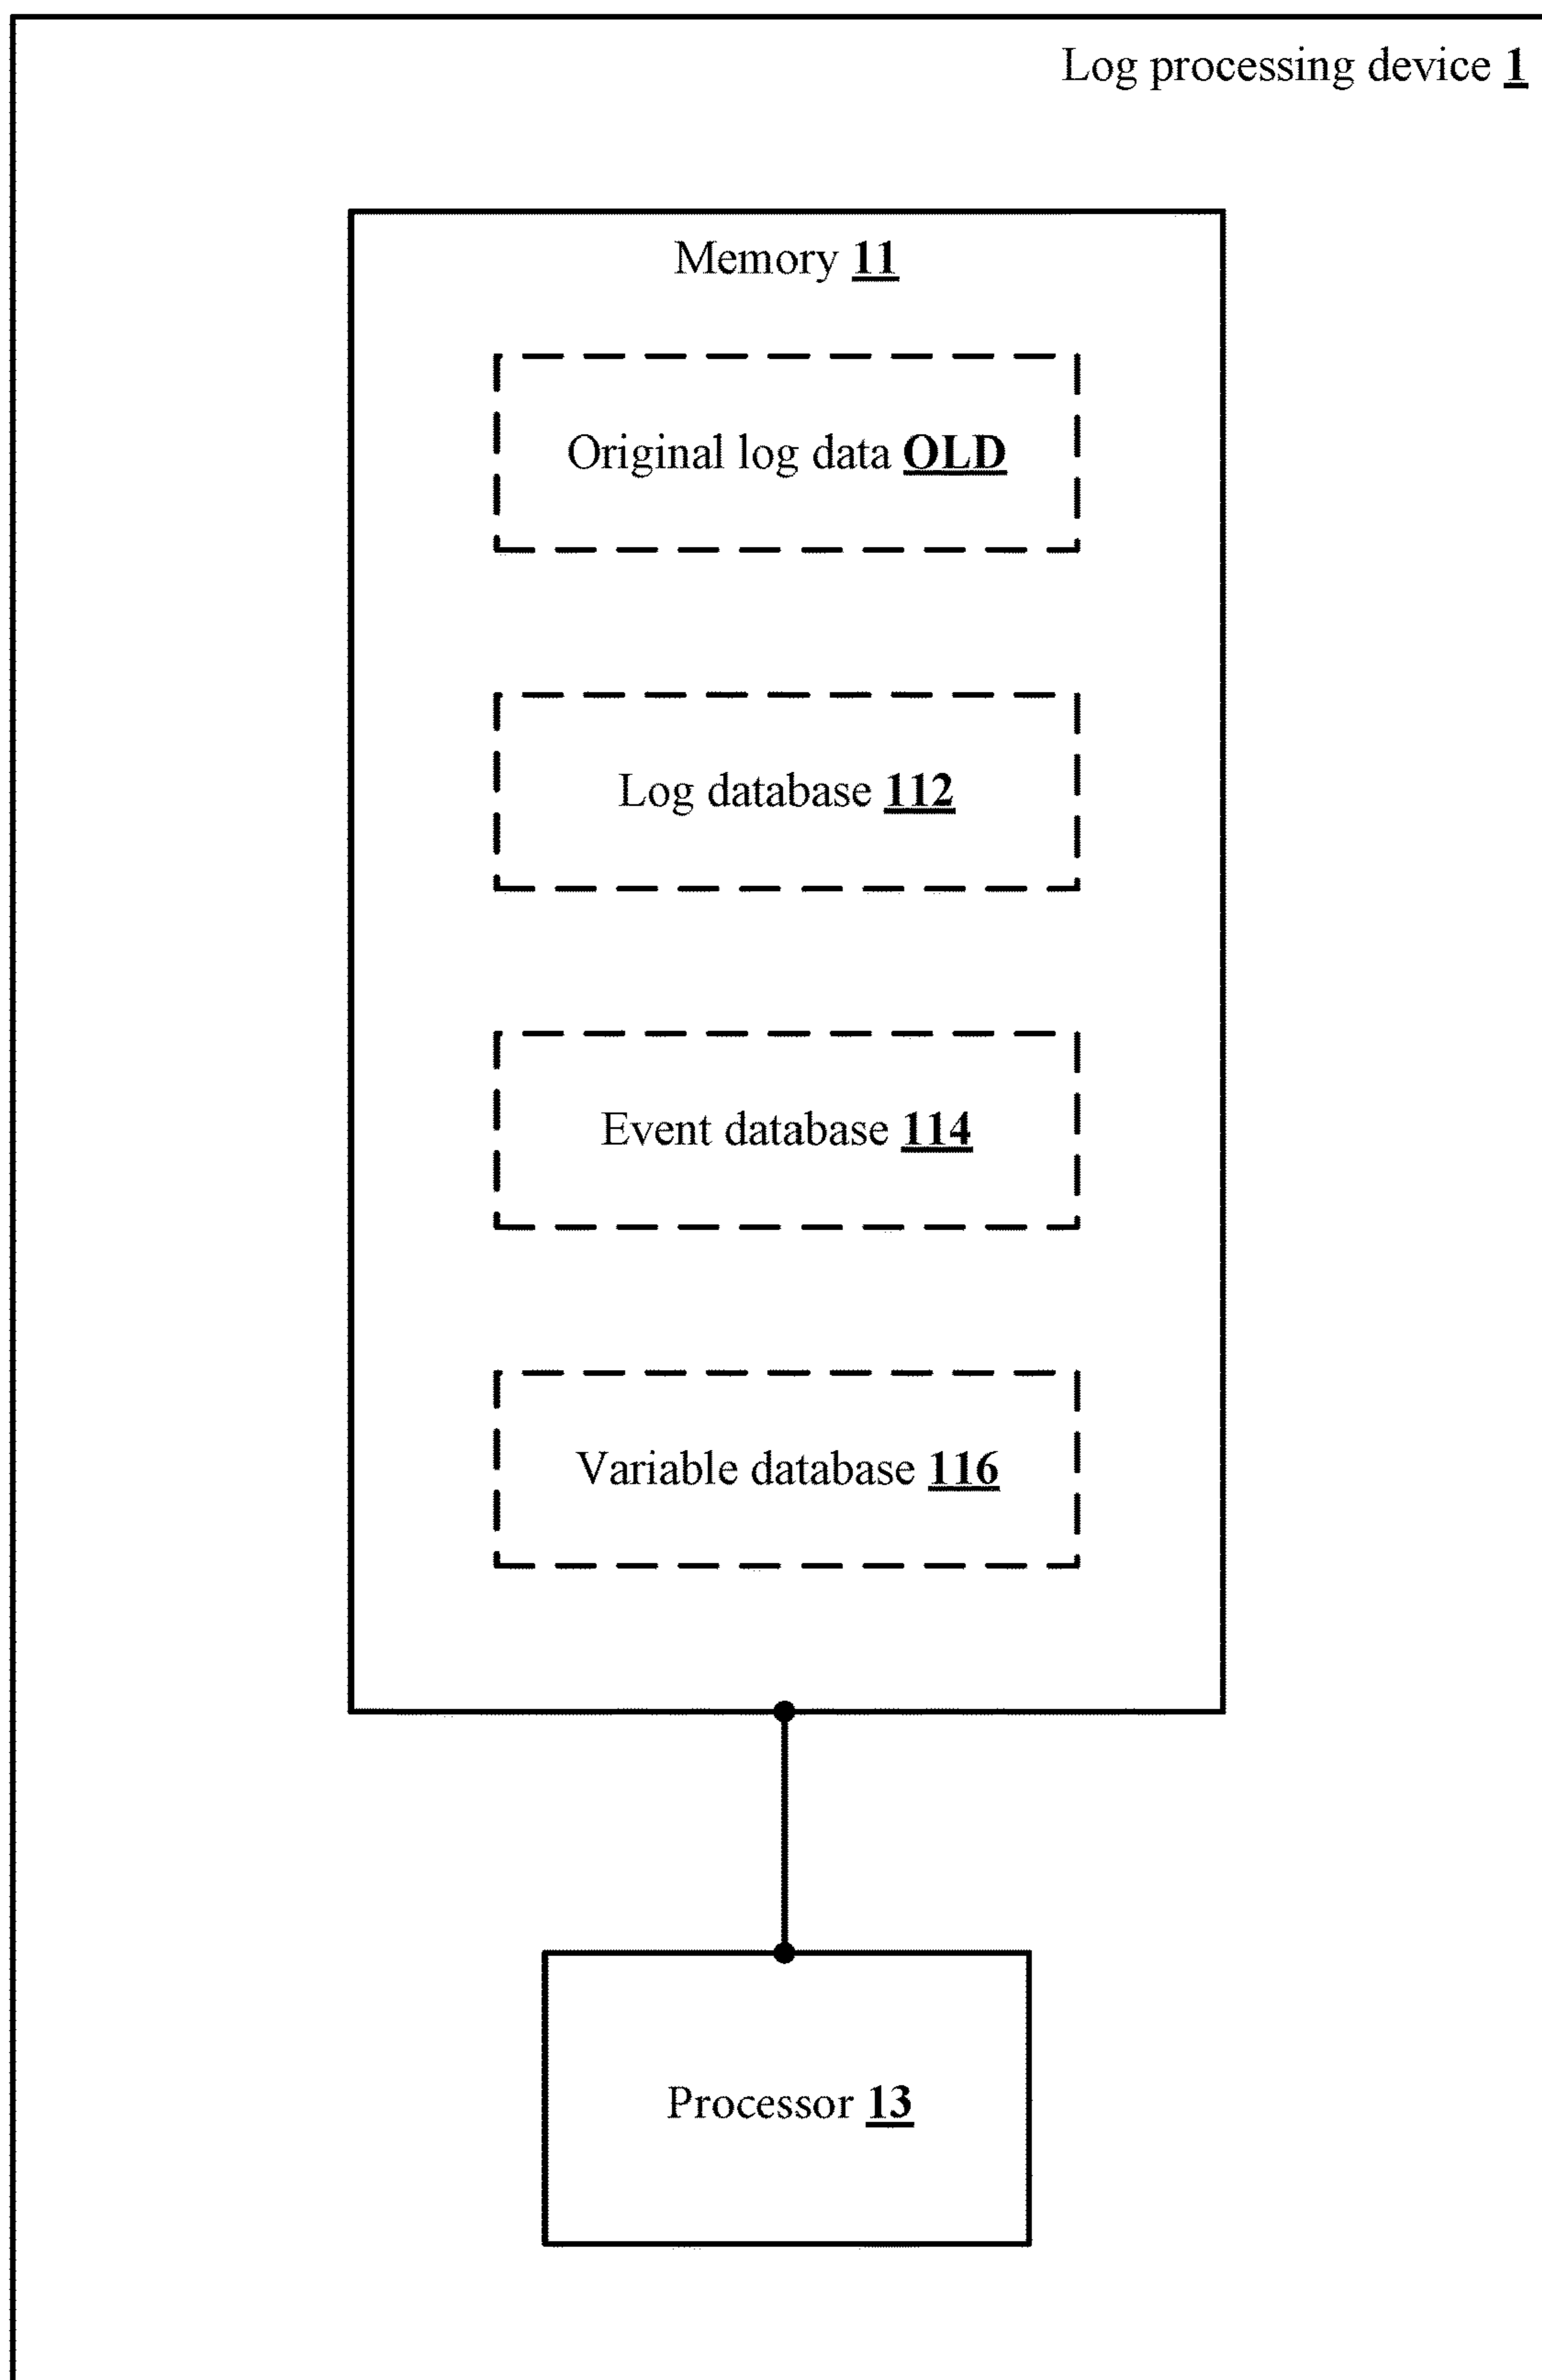 Log processing device 1
Memory 11
Original log data OLD
Log database 112
Event database 114
Variable database 116
Processor 13